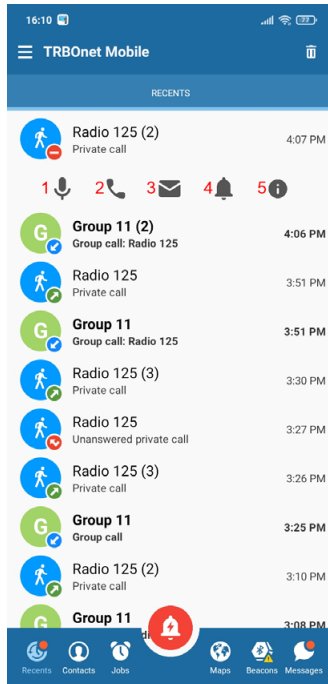 16:10
77
TRBOnet Mobile
RECENTS
Radio 125 (2)
Private call
4:07 PM
1 2 3 4 5
G
Group 11 (2)
Group call: Radio 125
4:06 PM
Radio 125
Private call
3:51 PM
G
Group 11
Group call: Radio 125
3:51 PM
Radio 125 (3)
Private call
3:30 PM
Radio 125
Unanswered private call
3:27 PM
Radio 125 (3)
Private call
3:26 PM
G
Group 11
Group call
3:25 PM
Radio 125 (2)
Private call
3:10 PM
G
Group 11
3:08 PM
Recents Contacts Jobs Maps Beacons Messages